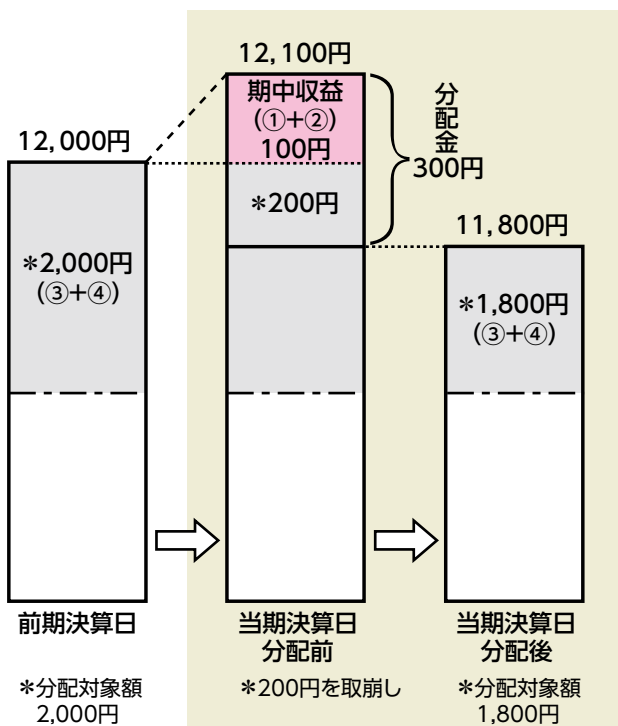 12,100円
期中収益
(①+②)
100円
分配金
300円
12,000円
*200円
11,800円
*2,000円
(③+④)
*1,800円
(③+④)
前期決算日
当期決算日
分配前
当期決算日
分配後
*分配対象額
2,000円
*200円を取崩し
*分配対象額
1,800円